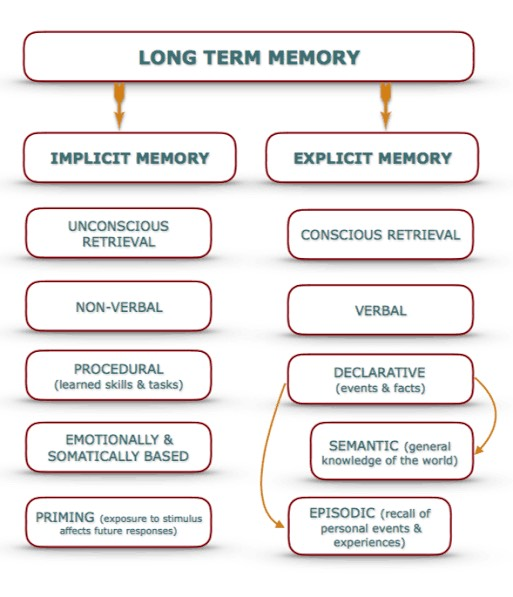 LONG TERM MEMORY
IMPLICIT MEMORY
UNCONSCIOUS
RETRIEVAL
NON-VERBAL
PROCEDURAL
(learned skills & tasks)
EMOTIONALLY &
SOMATICALLY BASED
PRIMING (exposure to stimulus
affects future responses)
EXPLICIT MEMORY
CONSCIOUS RETRIEVAL
VERBAL
DECLARATIVE
(events & facts)
SEMANTIC (general
knowledge of the world)
EPISODIC (recall of
personal events &
experiences)